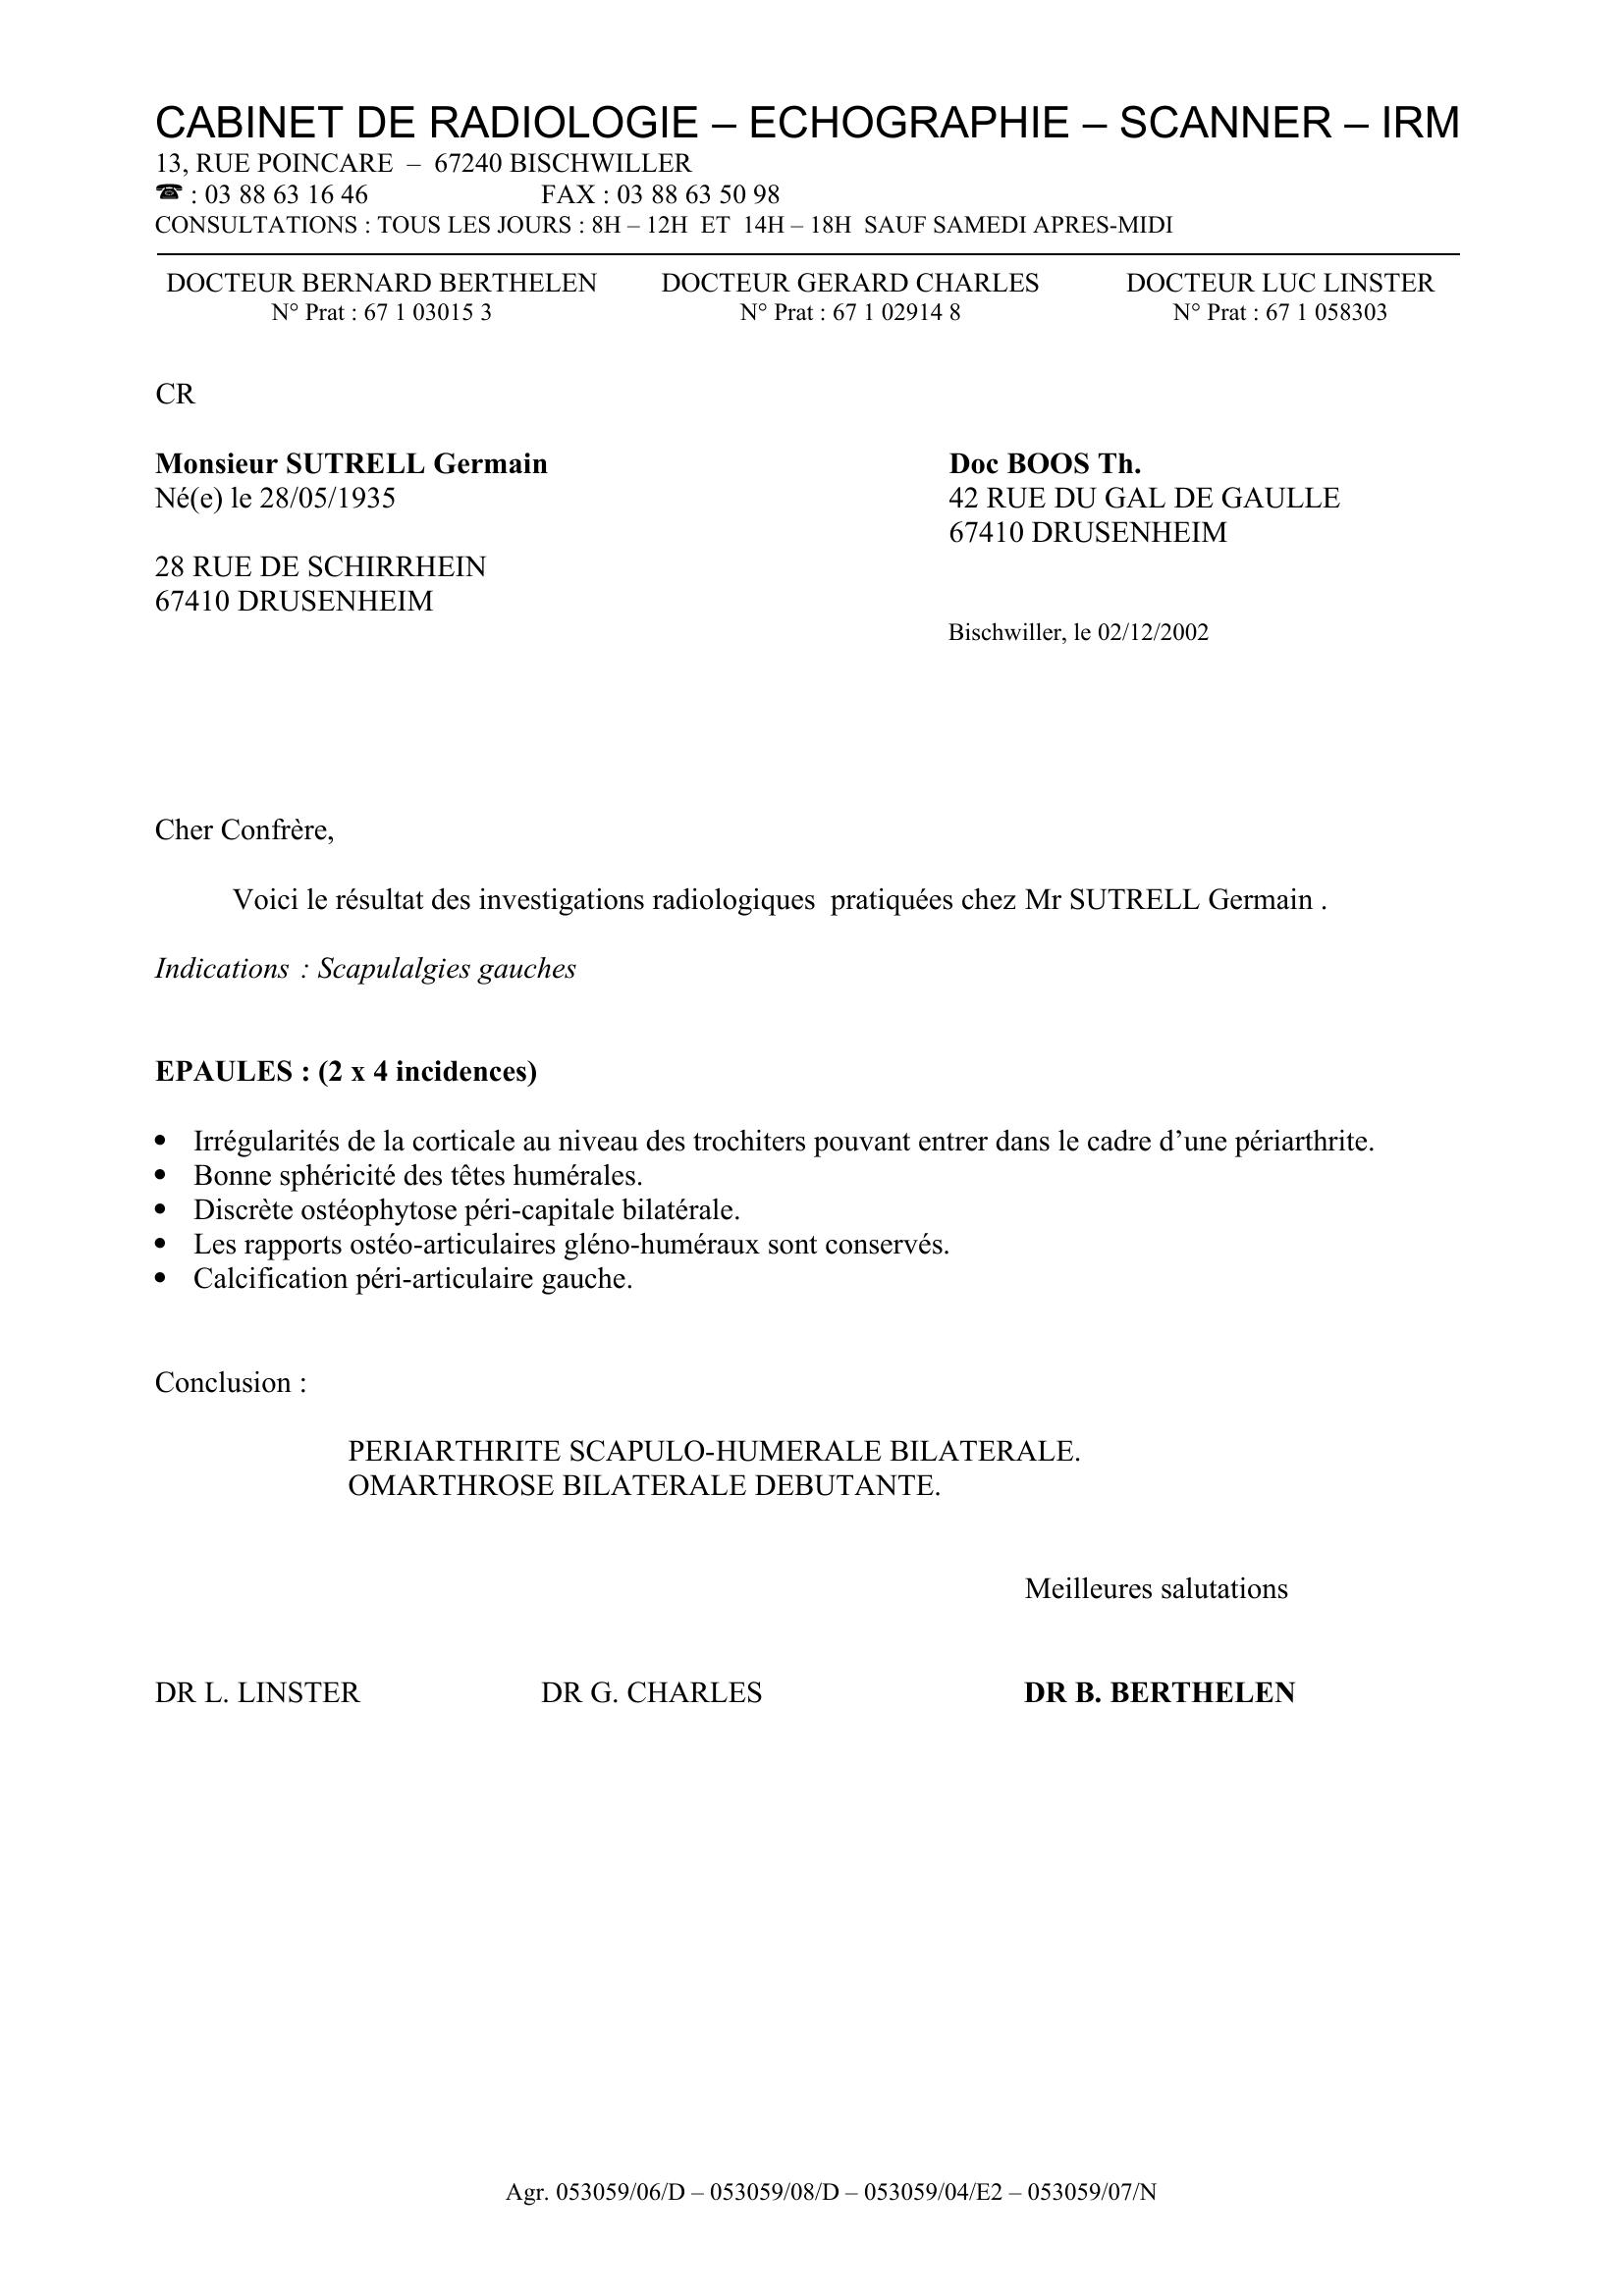 CABINET DE RADIOLOGIE – ECHOGRAPHIE – SCANNER – IRM
13, RUE POINCARE – 67240 BISCHWILLER
☎ : 03 88 63 16 46 FAX : 03 88 63 50 98
CONSULTATIONS : TOUS LES JOURS : 8H – 12H ET 14H – 18H SAUF SAMEDI APRES-MIDI
DOCTEUR BERNARD BERTHELEN DOCTEUR GERARD CHARLES DOCTEUR LUC LINSTER
N° Prat : 67 1 03015 3 N° Prat : 67 1 02914 8 N° Prat : 67 1 058303
CR
Monsieur SUTRELL Germain Doc BOOS Th.
Né(e) le 28/05/1935 42 RUE DU GAL DE GAULLE
67410 DRUSENHEIM
28 RUE DE SCHIRRHEIN
67410 DRUSENHEIM
Bischwiller, le 02/12/2002
Cher Confrère,
Voici le résultat des investigations radiologiques pratiquées chez Mr SUTRELL Germain .
Indications : Scapulalgies gauches
EPAULES : (2 x 4 incidences)
• Irrégularités de la corticale au niveau des trochiters pouvant entrer dans le cadre d’une périarthrite.
• Bonne sphéricité des têtes humérales.
• Discrète ostéophytose péri-capitale bilatérale.
• Les rapports ostéo-articulaires gléno-huméraux sont conservés.
• Calcification péri-articulaire gauche.
Conclusion :
PERIARTHRITE SCAPULO-HUMERALE BILATERALE.
OMARTHROSE BILATERALE DEBUTANTE.
Meilleures salutations
DR L. LINSTER DR G. CHARLES DR B. BERTHELEN
Agr. 053059/06/D – 053059/08/D – 053059/04/E2 – 053059/07/N